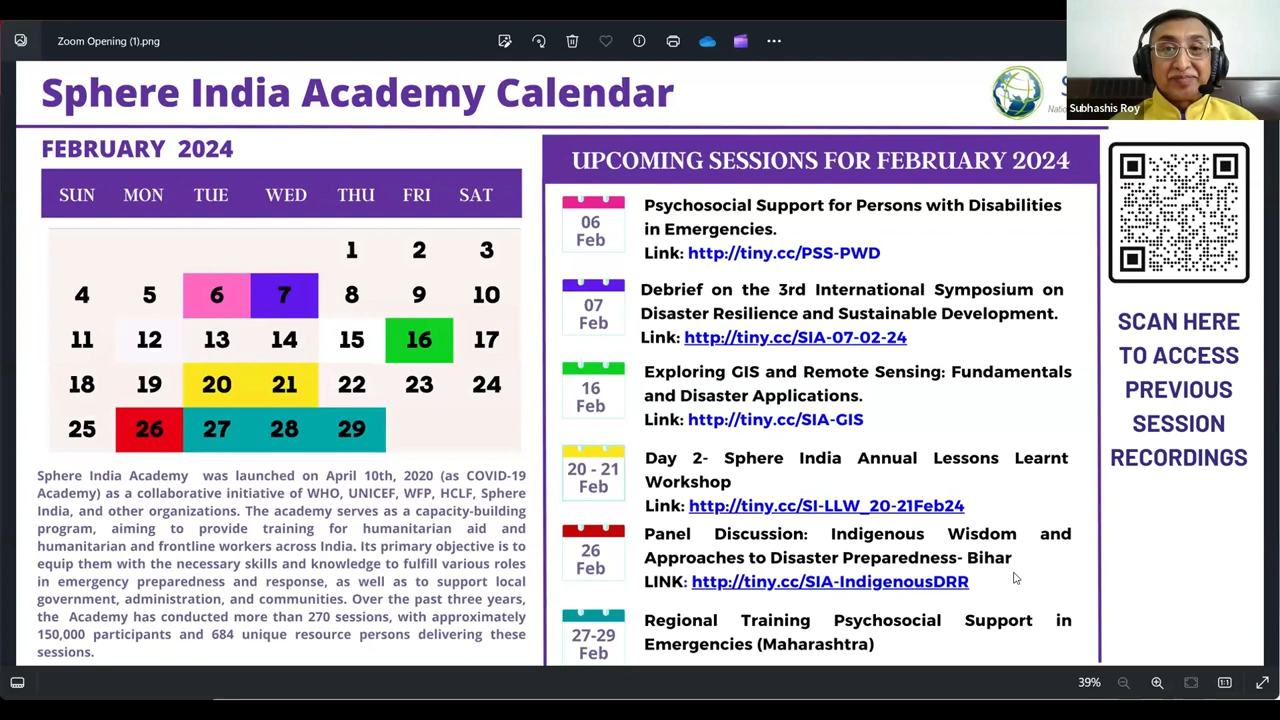 Zoom Opening (1).png
Subhashis Roy
Sphere India Academy Calendar
FEBRUARY 2024
SUN MON TUE WED THU FRI SAT
1 2 3
4 5 6 7 8 9 10
11 12 13 14 15 16 17
18 19 20 21 22 23 24
25 26 27 28 29
Sphere India Academy was launched on April 10th, 2020 (as COVID-19
Academy) as a collaborative initiative of WHO, UNICEF, WFP, HCLF, Sphere
India, and other organizations. The academy serves as a capacity-building
program, aiming to provide training for humanitarian aid and
humanitarian and frontline workers across India. Its primary objective is to
equip them with the necessary skills and knowledge to fulfill various roles
in emergency preparedness and response, as well as to support local
government, administration, and communities. Over the past three years,
the Academy has conducted more than 270 sessions, with approximately
150,000 participants and 684 unique resource persons delivering these
sessions.
UPCOMING SESSIONS FOR FEBRUARY 2024
06
Feb
Psychosocial Support for Persons with Disabilities
in Emergencies.
Link: http://tiny.cc/PSS-PWD
07
Feb
Debrief on the 3rd International Symposium on
Disaster Resilience and Sustainable Development.
Link: http://tiny.cc/SIA-07-02-24
16
Feb
Exploring GIS and Remote Sensing: Fundamentals
and Disaster Applications.
Link: http://tiny.cc/SIA-GIS
20 - 21
Feb
Day 2- Sphere India Annual Lessons Learnt
Workshop
Link: http://tiny.cc/SI-LLW_20-21Feb24
26
Feb
Panel Discussion: Indigenous Wisdom and
Approaches to Disaster Preparedness- Bihar
LINK: http://tiny.cc/SIA-IndigenousDRR
27-29
Feb
Regional Training Psychosocial Support in
Emergencies (Maharashtra)
SCAN HERE
TO ACCESS
PREVIOUS
SESSION
RECORDINGS
39%
1:1